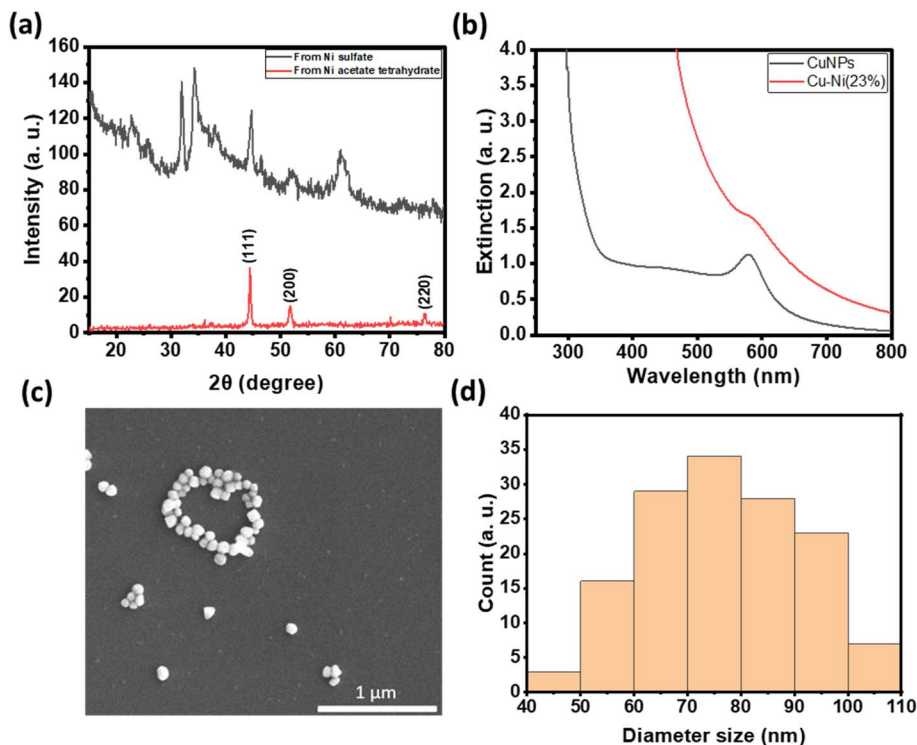 (a)
160
140
120
100
80
60
40
20
0
Intensity (a. u.)
From Ni sulfate
From Ni acetate tetrahydrate
(111)
(200)
(220)
20 30 40 50 60 70 80
2θ (degree)
(b)
4.0
3.5
3.0
2.5
2.0
1.5
1.0
0.5
0.0
Extinction (a. u.)
CuNPs
Cu-Ni(23%)
300 400 500 600 700 800
Wavelength (nm)
(c)
1 µm
(d)
40
35
30
25
20
15
10
5
0
Count (a. u.)
40 50 60 70 80 90 100 110
Diameter size (nm)